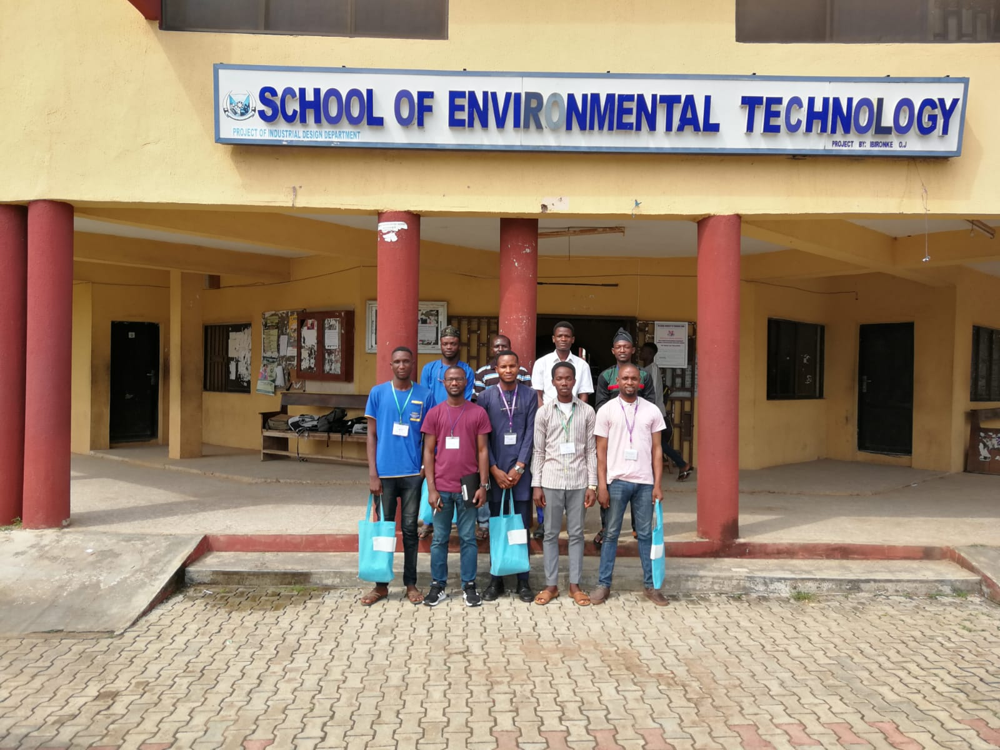 SCHOOL OF ENVIRONMENTAL TECHNOLOGY
PROJECT OF INDUSTRIAL DESIGN DEPARTMENT
PROJECT BY: IBIRONKE O.J